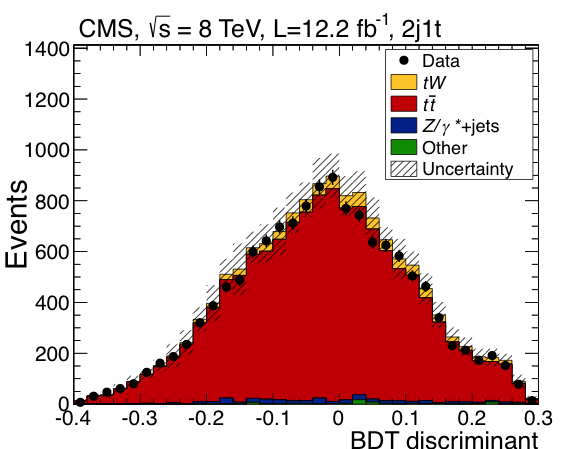 CMS, √s = 8 TeV, L=12.2 fb⁻¹, 2j1t
1400
1200
1000
800
600
400
200
0
Events
Data
tW
tt̄
Z/γ*+jets
Other
Uncertainty
-0.4 -0.3 -0.2 -0.1 0 0.1 0.2 0.3
BDT discriminant